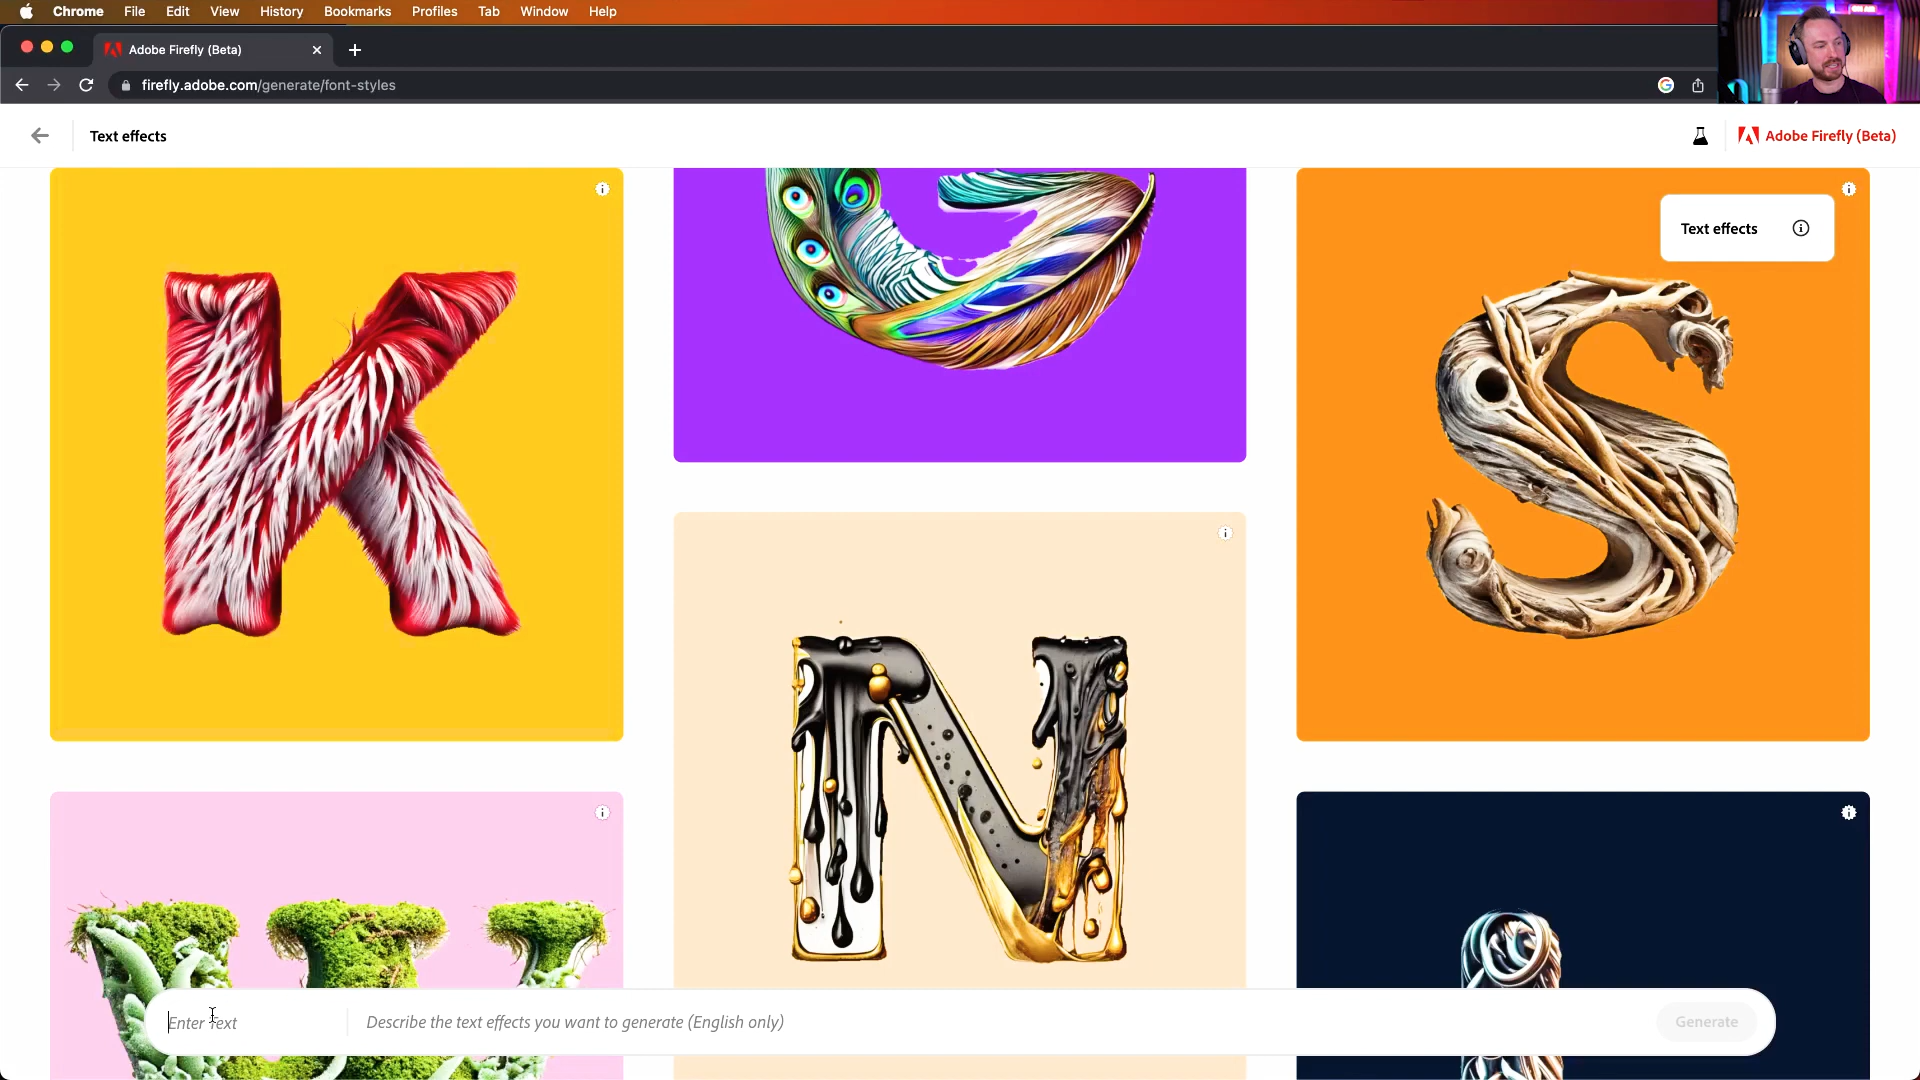 Chrome File Edit View History Bookmarks Profiles Tab Window Help
Adobe Firefly (Beta)
firefly.adobe.com/generate/font-styles
Text effects
Adobe Firefly (Beta)
Text effects
K
G
S
N
W
Enter Text
Describe the text effects you want to generate (English only)
Generate